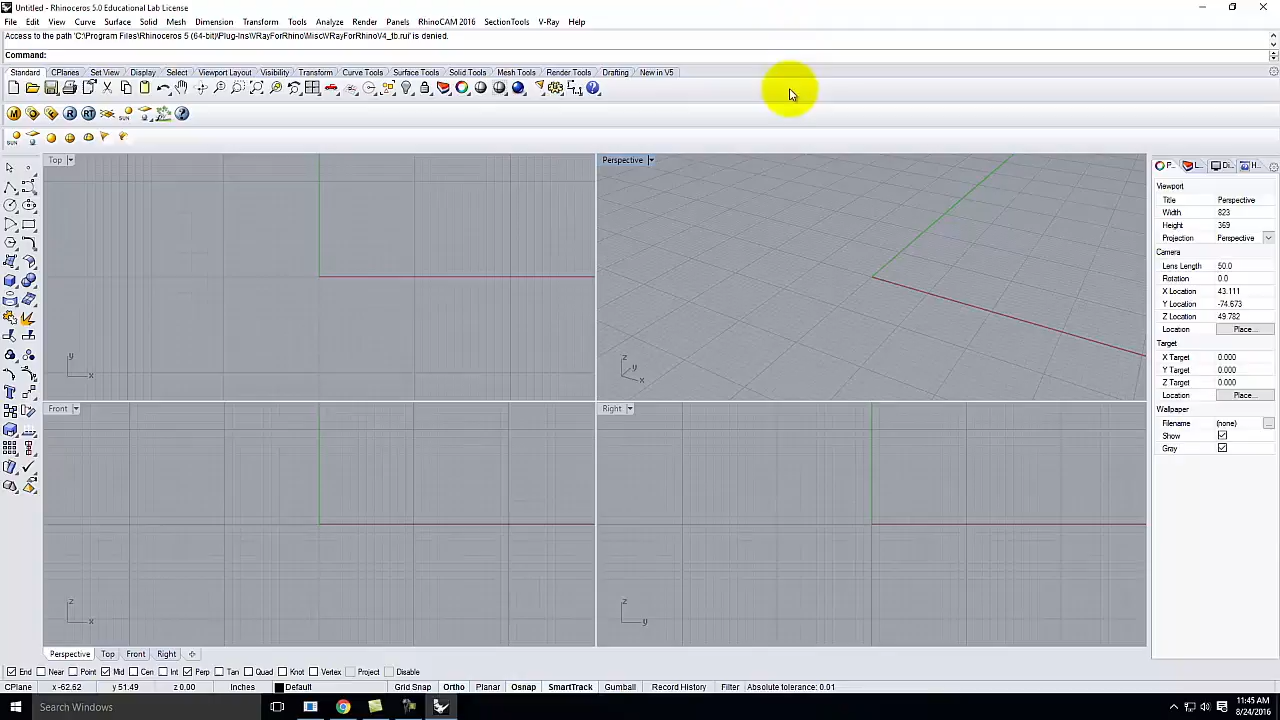 Untitled - Rhinoceros 5.0 Educational Lab License
File Edit View Curve Surface Solid Mesh Dimension Transform Tools Analyze Render Panels RhinoCAM 2016 SectionTools V-Ray Help
Access to the path 'C:\Program Files\Rhinoceros 5 (64-bit)\Plug-Ins\VRayForRhino\Misc\VRayForRhinoV4_tb.rui' is denied.
Command:
Standard CPlanes Set View Display Select Viewport Layout Visibility Transform Curve Tools Surface Tools Solid Tools Mesh Tools Render Tools Drafting New in V5
M R RT SUN
SUN
Top
Perspective
P... L... Di... H...
Viewport
Title Perspective
Width 823
Height 369
Projection Perspective
Camera
Lens Length 50.0
Rotation 0.0
X Location 43.111
Y Location -74.673
Z Location 49.782
Location Place...
Target
X Target 0.000
Y Target 0.000
Z Target 0.000
Location Place...
Wallpaper
Filename (none) ...
Show
Gray
y x
z y x
Front
Right
z x
z y
Perspective Top Front Right
End Near Point Mid Cen Int Perp Tan Quad Knot Vertex Project Disable
CPlane x -62.62 y 51.49 z 0.00 Inches Default Grid Snap Ortho Planar Osnap SmartTrack Gumball Record History Filter Absolute tolerance: 0.01
Search Windows
11:45 AM
8/24/2016